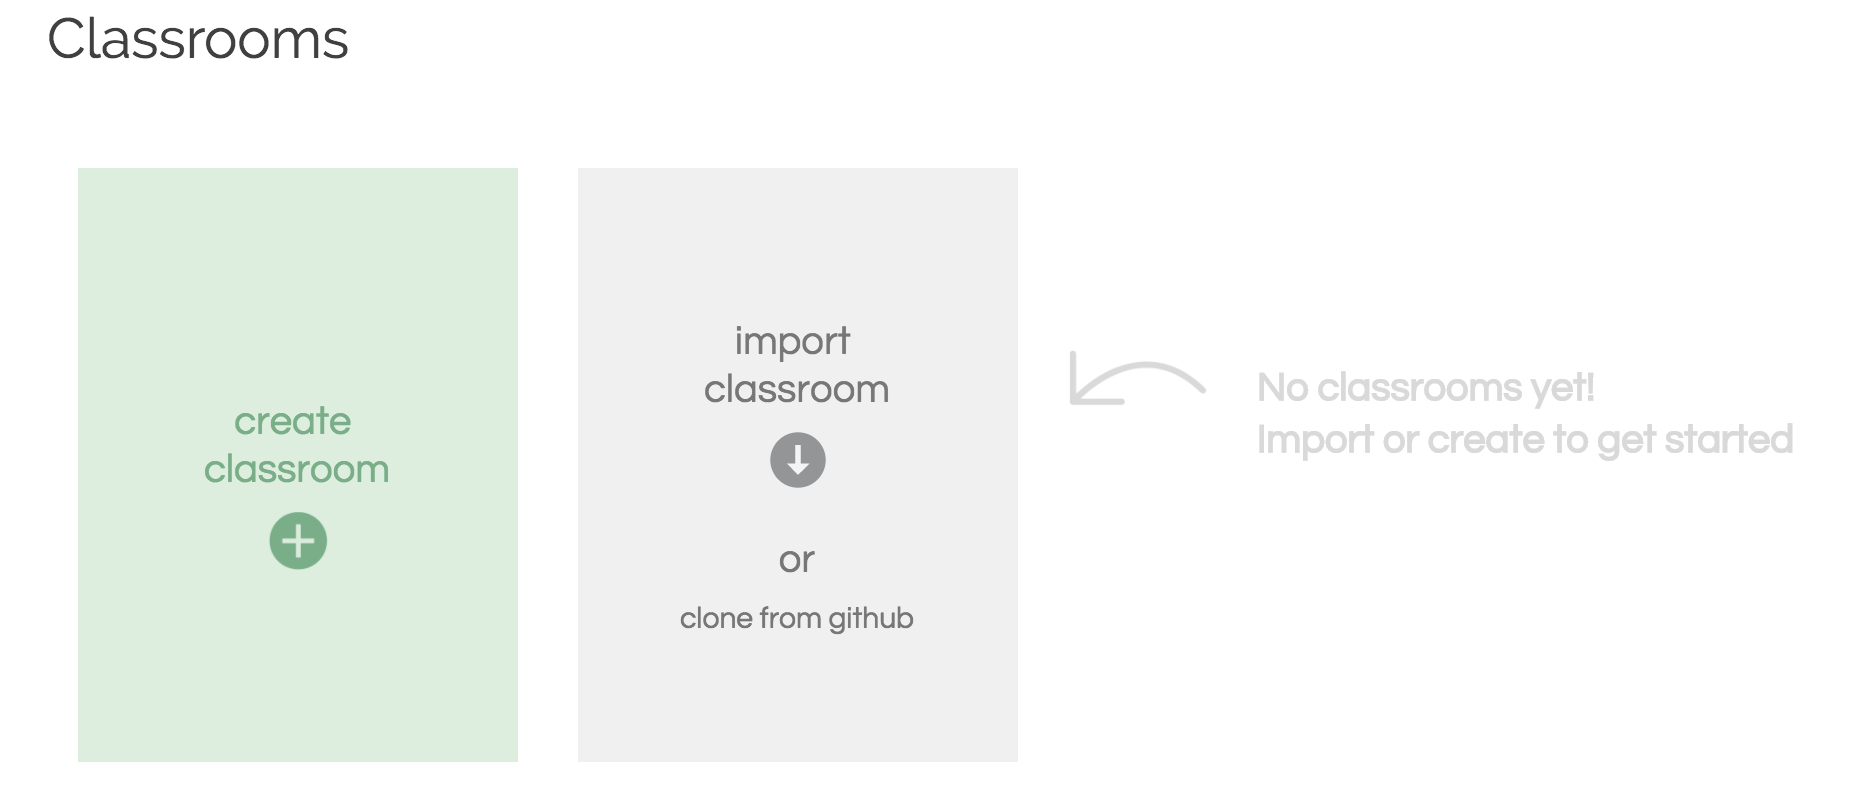 Classrooms
create
classroom
import
classroom
or
clone from github
No classrooms yet!
Import or create to get started